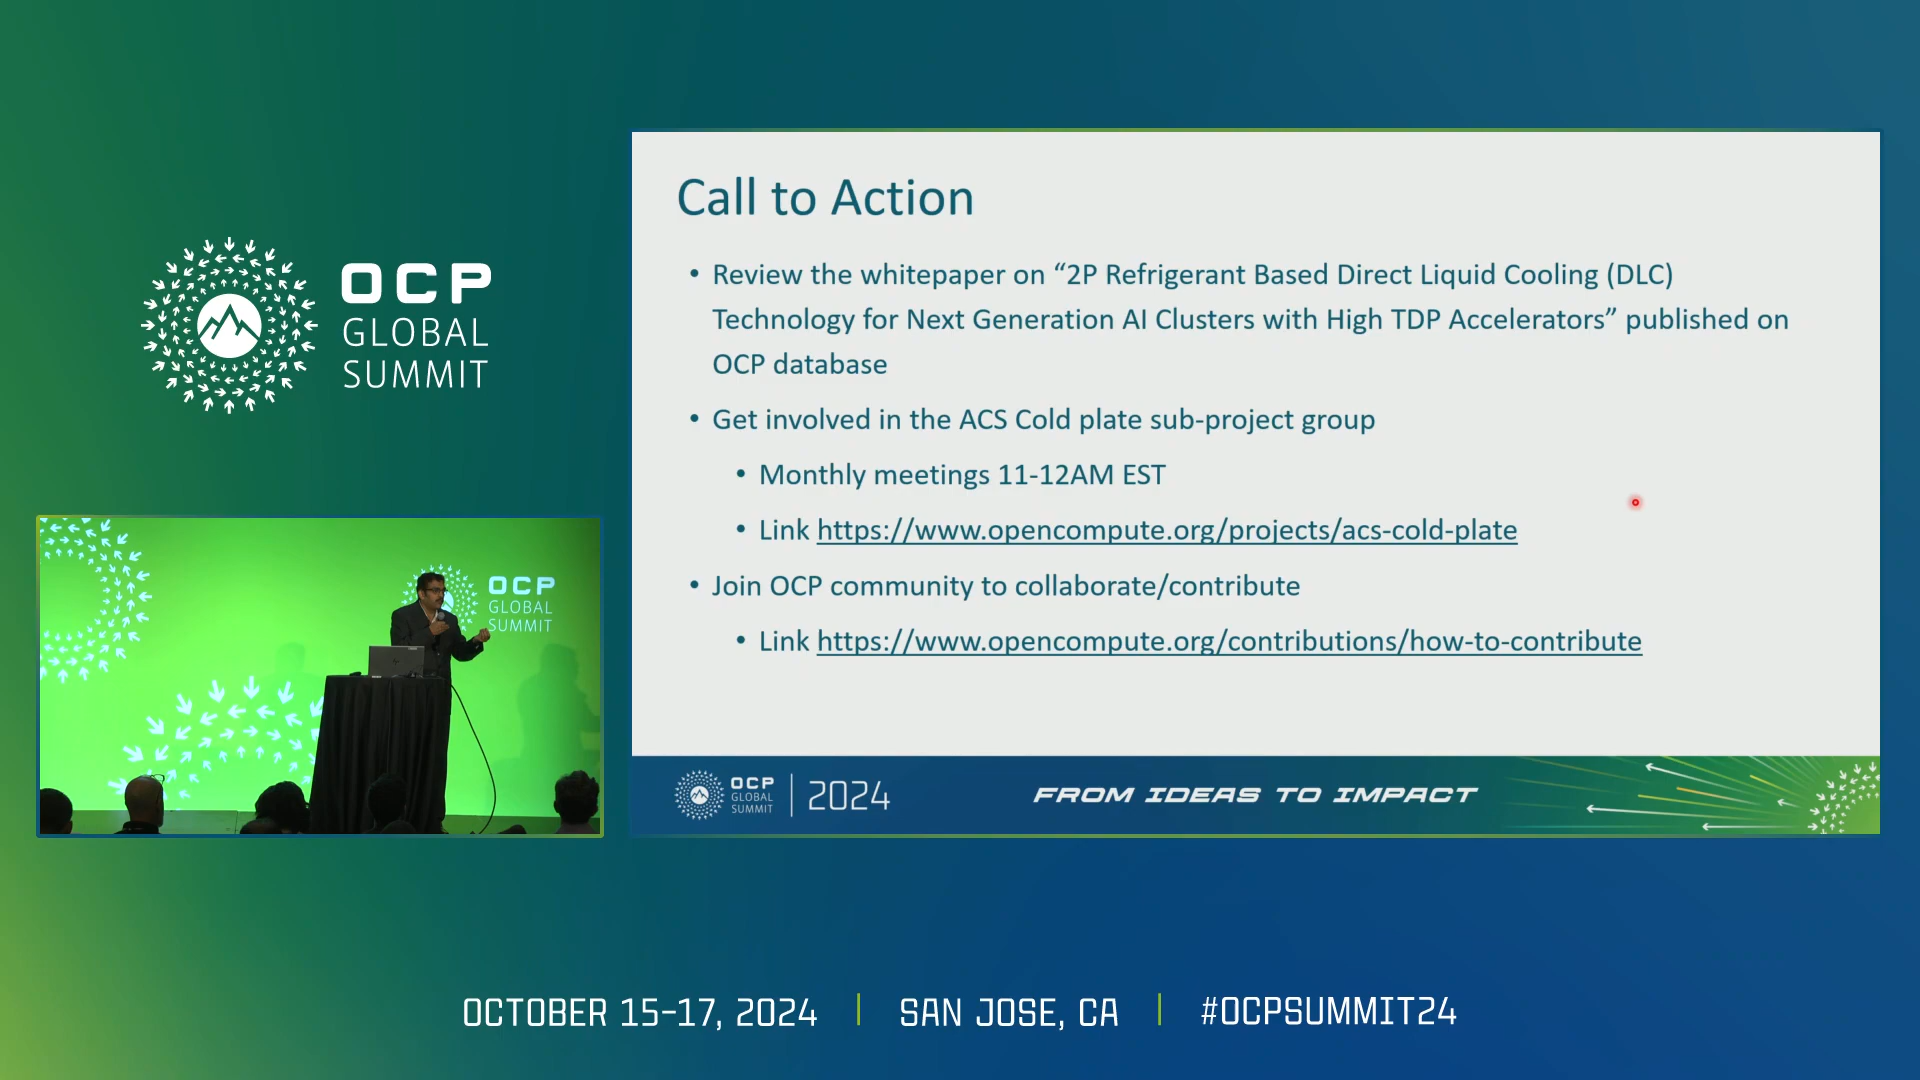 OCP
GLOBAL
SUMMIT
Call to Action
• Review the whitepaper on “2P Refrigerant Based Direct Liquid Cooling (DLC)
Technology for Next Generation AI Clusters with High TDP Accelerators” published on
OCP database
• Get involved in the ACS Cold plate sub-project group
• Monthly meetings 11-12AM EST
• Link https://www.opencompute.org/projects/acs-cold-plate
• Join OCP community to collaborate/contribute
• Link https://www.opencompute.org/contributions/how-to-contribute
OCP
GLOBAL
SUMMIT
2024
FROM IDEAS TO IMPACT
OCP
GLOBAL
SUMMIT
OCTOBER 15-17, 2024 | SAN JOSE, CA | #OCPSUMMIT24